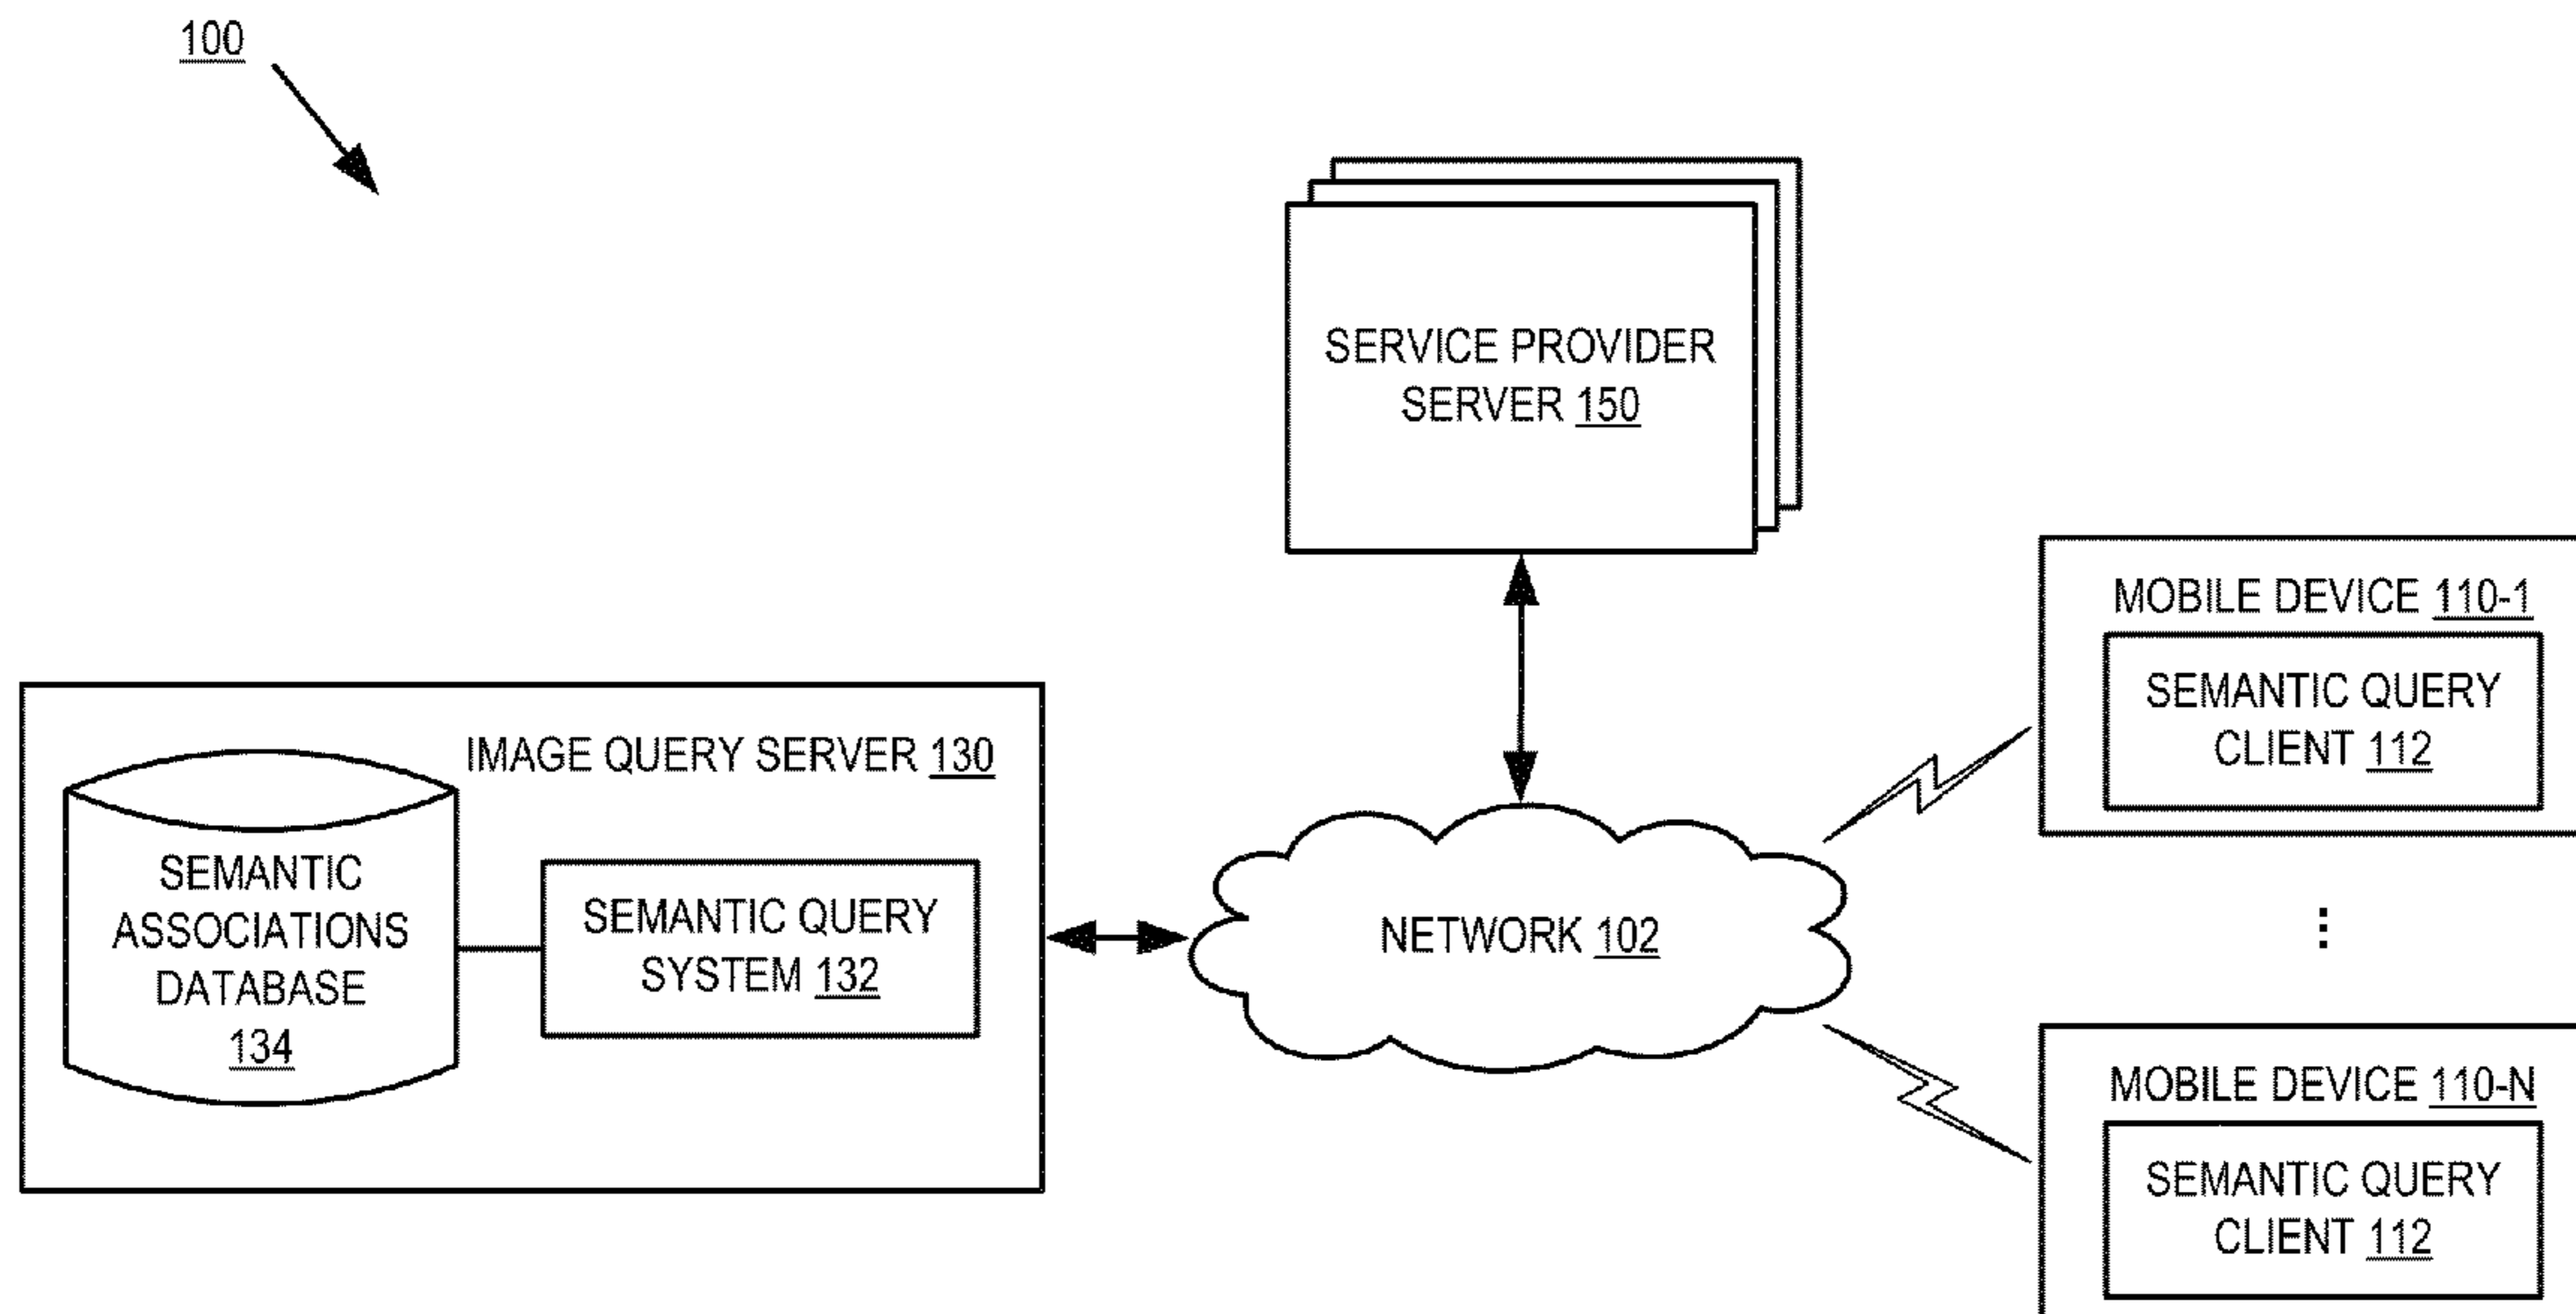 100
SERVICE PROVIDER
SERVER 150
MOBILE DEVICE 110-1
SEMANTIC QUERY
CLIENT 112
IMAGE QUERY SERVER 130
SEMANTIC
ASSOCIATIONS
DATABASE
134
SEMANTIC QUERY
SYSTEM 132
NETWORK 102
⋮
MOBILE DEVICE 110-N
SEMANTIC QUERY
CLIENT 112